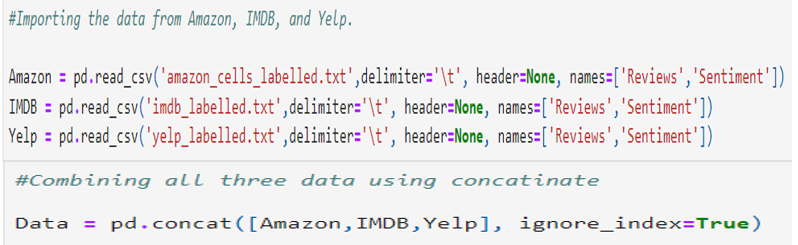 #Importing the data from Amazon, IMDB, and Yelp.
Amazon = pd.read_csv('amazon_cells_labelled.txt',delimiter='\t', header=None, names=['Reviews','Sentiment'])
IMDB = pd.read_csv('imdb_labelled.txt',delimiter='\t', header=None, names=['Reviews','Sentiment'])
Yelp = pd.read_csv('yelp_labelled.txt',delimiter='\t', header=None, names=['Reviews','Sentiment'])
#Combining all three data using concatinate
Data = pd.concat([Amazon,IMDB,Yelp], ignore_index=True)